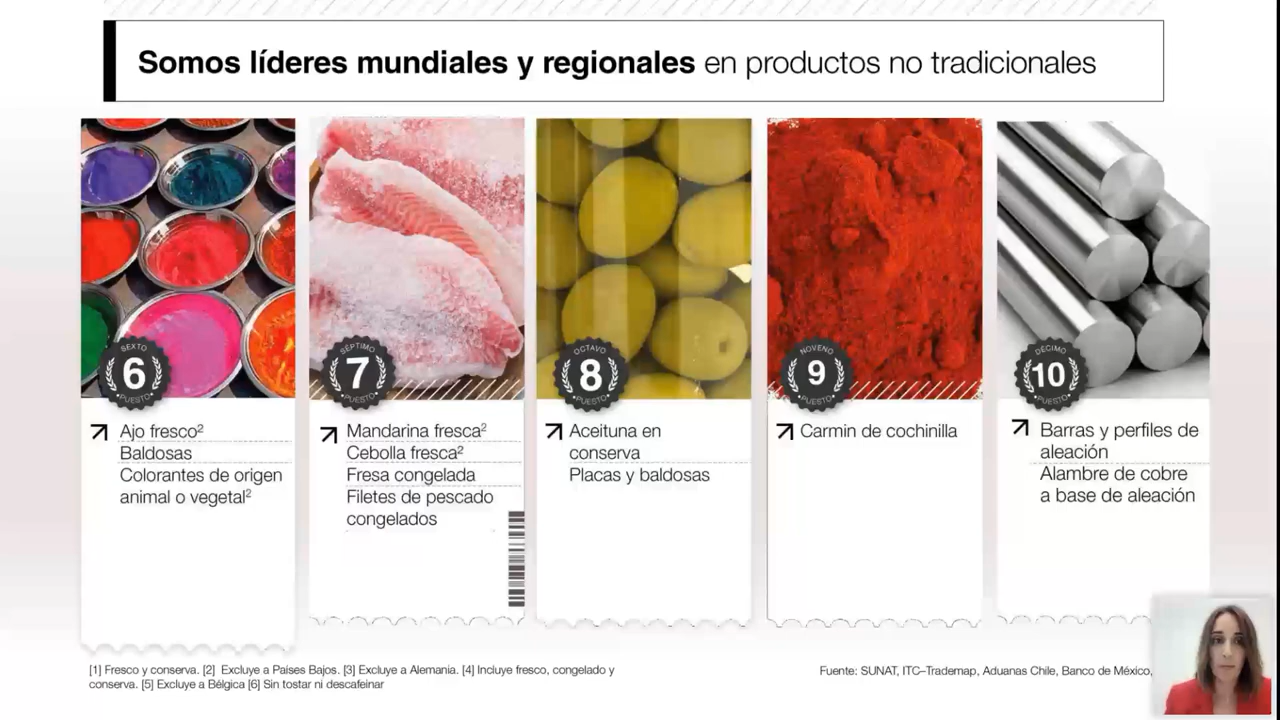 Somos líderes mundiales y regionales en productos no tradicionales
SEXTO
6
PUESTO
Ajo fresco²
Baldosas
Colorantes de origen
animal o vegetal²
SÉPTIMO
7
PUESTO
Mandarina fresca²
Cebolla fresca²
Fresa congelada
Filetes de pescado
congelados
OCTAVO
8
PUESTO
Aceituna en
conserva
Placas y baldosas
NOVENO
9
PUESTO
Carmin de cochinilla
DÉCIMO
10
PUESTO
Barras y perfiles de
aleación
Alambre de cobre
a base de aleación
[1] Fresco y conserva. [2] Excluye a Países Bajos. [3] Excluye a Alemania. [4] Incluye fresco, congelado y
conserva. [5] Excluye a Bélgica [6] Sin tostar ni descafeinar
Fuente: SUNAT, ITC–Trademap, Aduanas Chile, Banco de México,